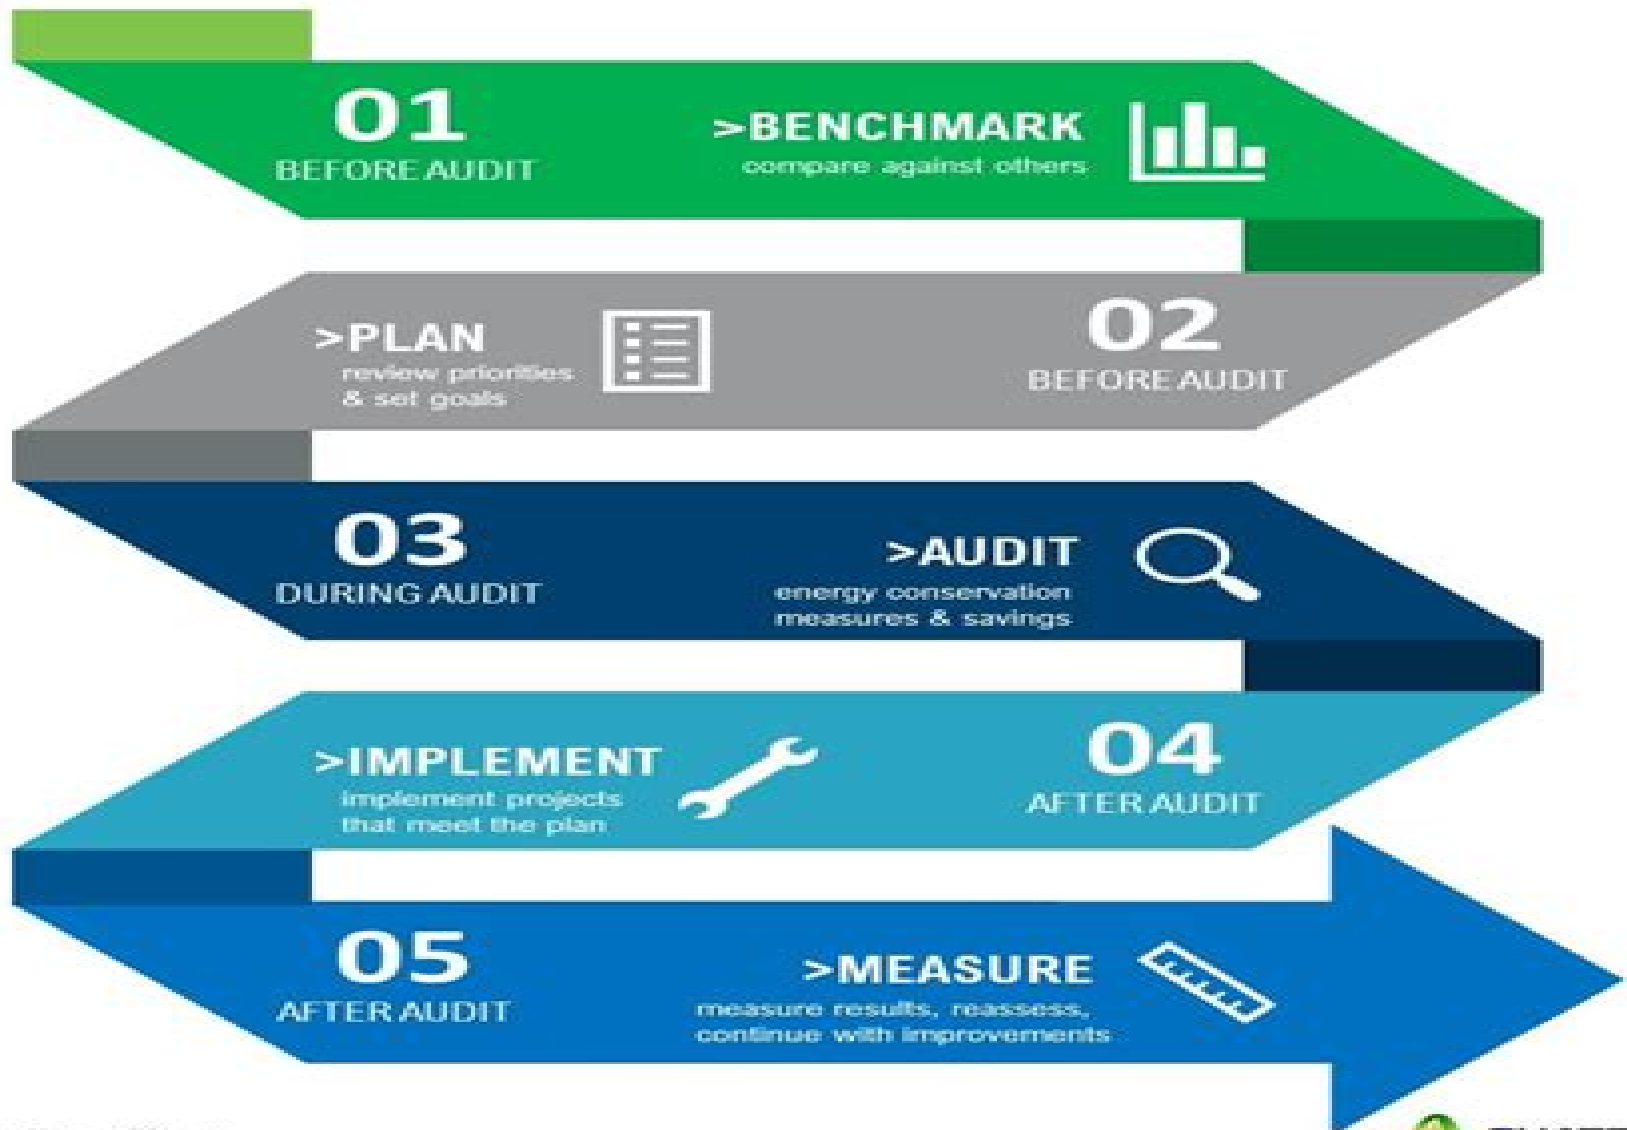 01
BEFORE AUDIT
>BENCHMARK
compare against others
>PLAN
review priorities
& set goals
02
BEFORE AUDIT
03
DURING AUDIT
>AUDIT
energy conservation
measures & savings
>IMPLEMENT
implement projects
that meet the plan
04
AFTER AUDIT
05
AFTER AUDIT
>MEASURE
measure results, reassess,
continue with improvements